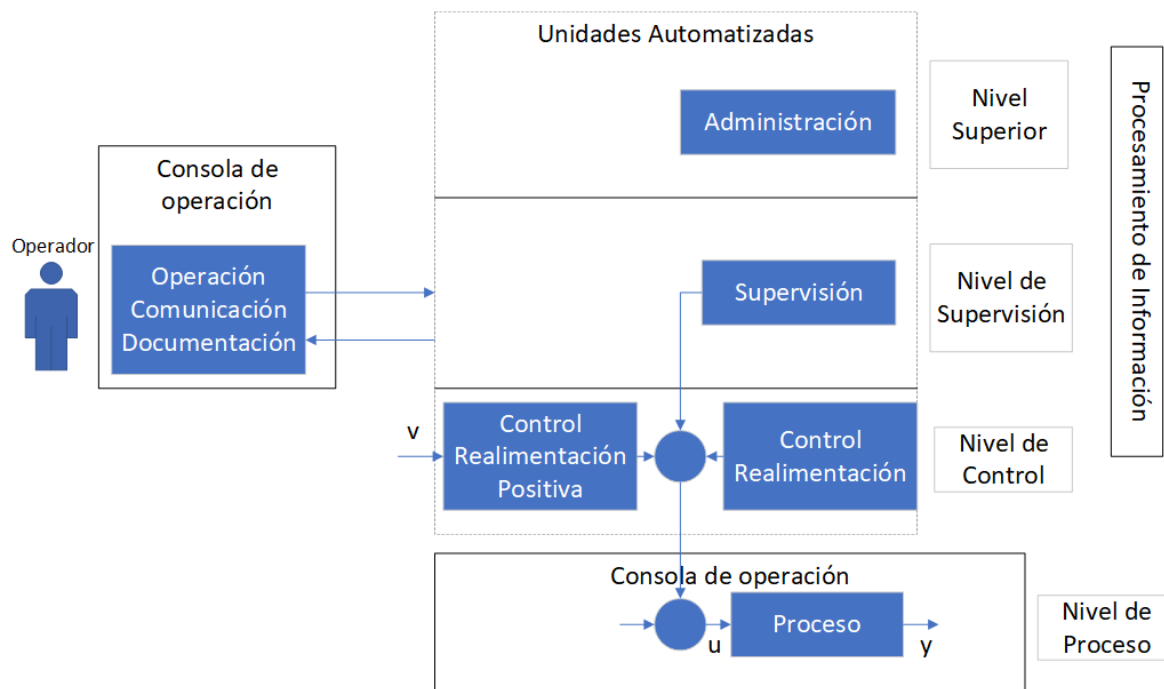 Unidades Automatizadas
Administración
Nivel
Superior
Procesamiento de Información
Consola de
operación
Operador
Operación
Comunicación
Documentación
Supervisión
Nivel de
Supervisión
v
Control
Realimentación
Positiva
Control
Realimentación
Nivel de
Control
Consola de operación
u
Proceso
y
Nivel de
Proceso